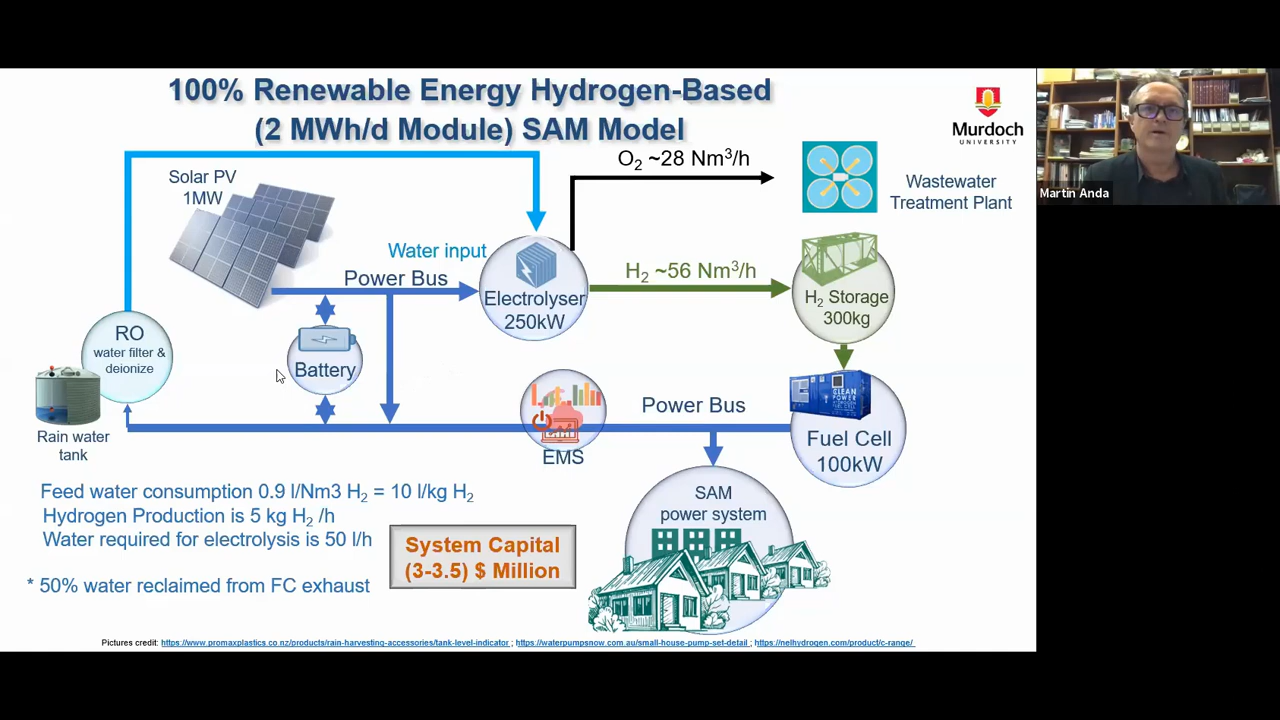 100% Renewable Energy Hydrogen-Based
(2 MWh/d Module) SAM Model
Murdoch
UNIVERSITY
Martin Anda
Solar PV
1MW
O2 ~28 Nm³/h
Wastewater
Treatment Plant
Water input
Power Bus
Electrolyser
250kW
H2 ~56 Nm³/h
H2 Storage
300kg
RO
water filter &
deionize
Battery
Rain water
tank
EMS
Power Bus
CLEAN
POWER
HYDROGEN
FUEL CELL
Fuel Cell
100kW
SAM
power system
Feed water consumption 0.9 l/Nm3 H2 = 10 l/kg H2
Hydrogen Production is 5 kg H2 /h
Water required for electrolysis is 50 l/h
* 50% water reclaimed from FC exhaust
System Capital
(3-3.5) $ Million
Pictures credit: https://www.promaxplastics.co.nz/products/rain-harvesting-accessories/tank-level-indicator ; https://waterpumpsnow.com.au/small-house-pump-set-detail ; https://nelhydrogen.com/product/c-range/